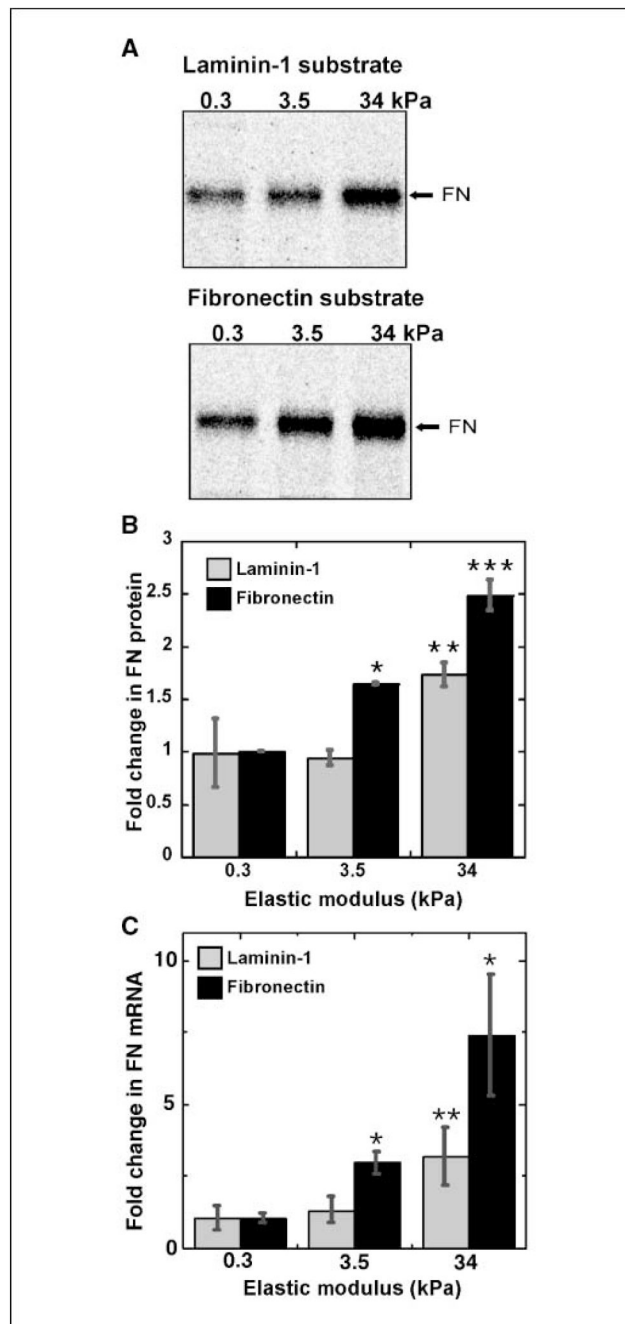 A
Laminin-1 substrate
0.3 3.5 34 kPa
FN
Fibronectin substrate
0.3 3.5 34 kPa
FN
B
3
2.5
2
1.5
1
0.5
0
Fold change in FN protein
Laminin-1
Fibronectin
*
**
***
0.3 3.5 34
Elastic modulus (kPa)
C
10
5
0
Fold change in FN mRNA
Laminin-1
Fibronectin
*
**
*
0.3 3.5 34
Elastic modulus (kPa)